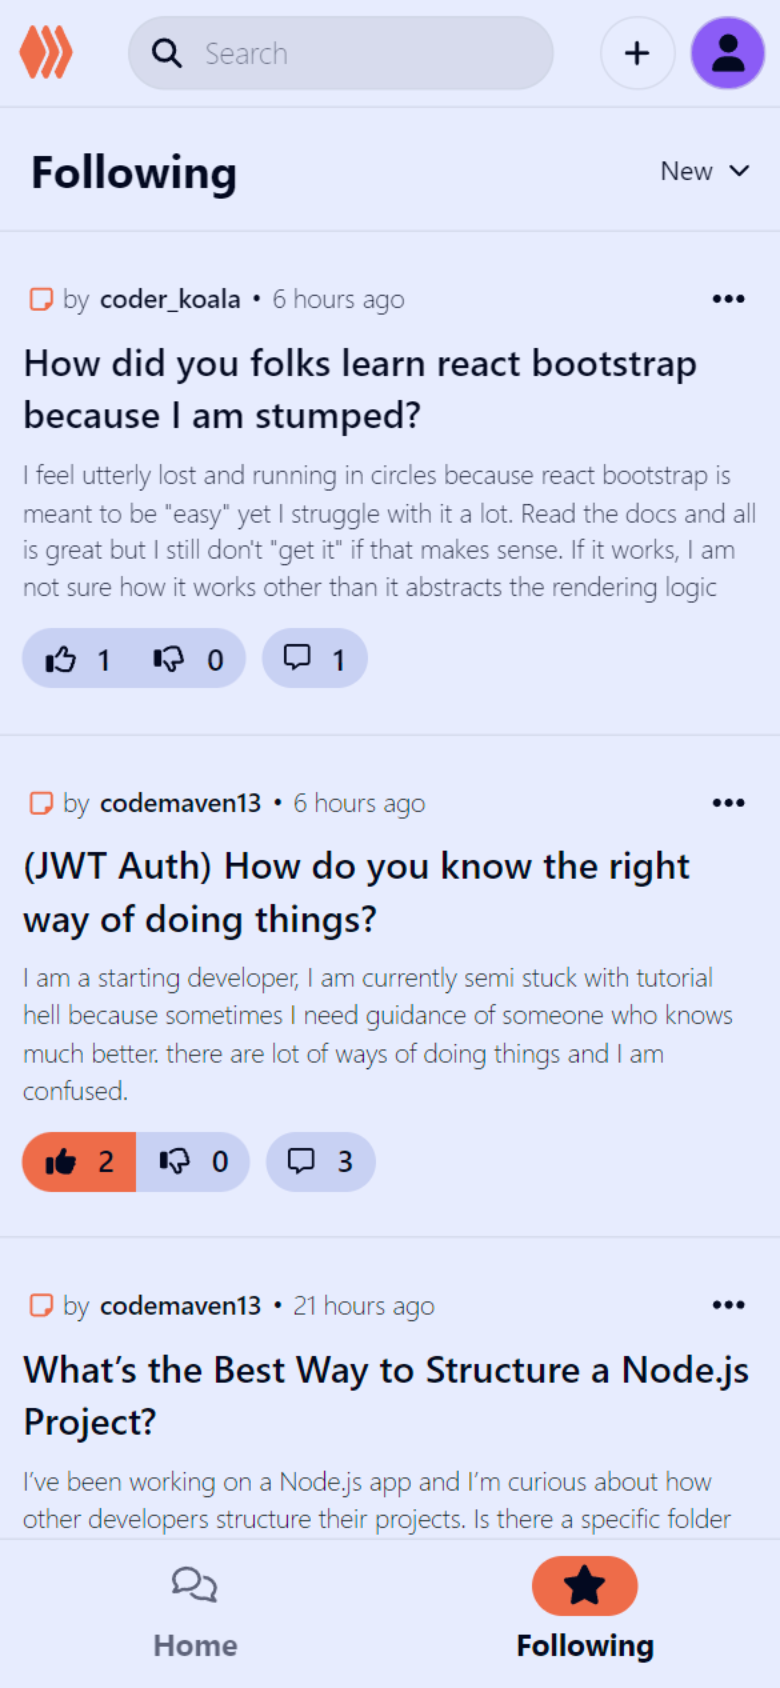 Search
Following
New
by coder_koala • 6 hours ago
How did you folks learn react bootstrap
because I am stumped?
I feel utterly lost and running in circles because react bootstrap is
meant to be "easy" yet I struggle with it a lot. Read the docs and all
is great but I still don't "get it" if that makes sense. If it works, I am
not sure how it works other than it abstracts the rendering logic
1 0 1
by codemaven13 • 6 hours ago
(JWT Auth) How do you know the right
way of doing things?
I am a starting developer, I am currently semi stuck with tutorial
hell because sometimes I need guidance of someone who knows
much better. there are lot of ways of doing things and I am
confused.
2 0 3
by codemaven13 • 21 hours ago
What’s the Best Way to Structure a Node.js
Project?
I’ve been working on a Node.js app and I’m curious about how
other developers structure their projects. Is there a specific folder
Home Following